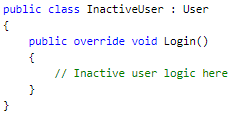 public class InactiveUser : User
{
    public override void Login()
    {
        // Inactive user logic here
    }
}